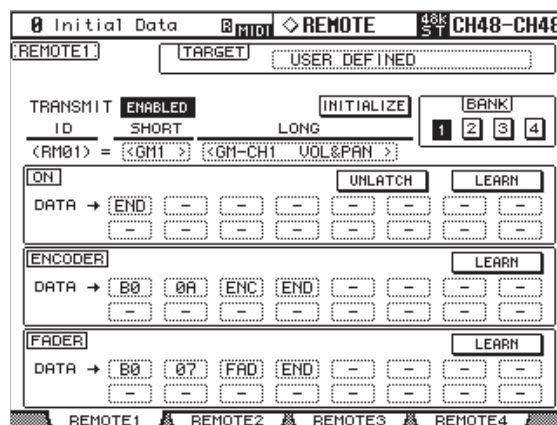 0 Initial Data B MIDI ◇REMOTE 48K ST CH48-CH48
REMOTE1 TARGET USER DEFINED
TRANSMIT ENABLED INITIALIZE BANK
ID SHORT LONG 1 2 3 4
(RM01) = <GM1 > <GM-CH1 VOL&PAN >
ON UNLATCH LEARN
DATA → END - - - - - - -
- - - - - - - -
ENCODER LEARN
DATA → B0 0A ENC END - - - -
- - - - - - - -
FADER LEARN
DATA → B0 07 FAD END - - - -
- - - - - - - -
REMOTE1 REMOTE2 REMOTE3 REMOTE4